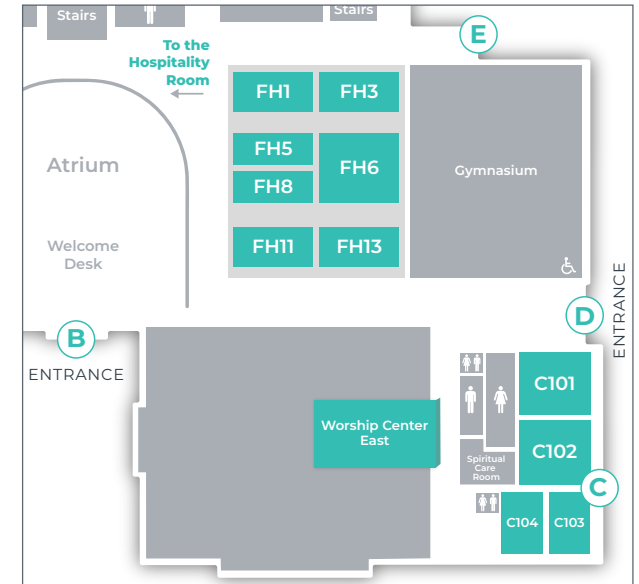 Stairs
Stairs
E
To the
Hospitality
Room
FH1
FH3
FH5
FH6
FH8
FH11
FH13
Gymnasium
Atrium
Welcome
Desk
B
ENTRANCE
D
ENTRANCE
Worship Center
East
C101
C102
Spiritual
Care
Room
C
C104
C103